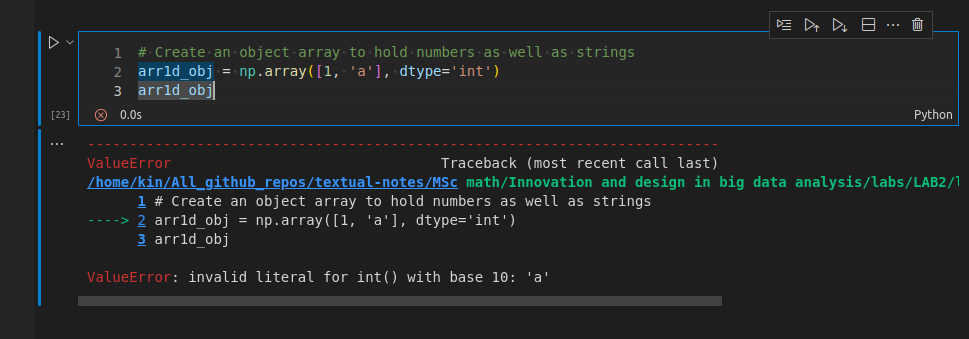 1 # Create an object array to hold numbers as well as strings
2 arr1d_obj = np.array([1, 'a'], dtype='int')
3 arr1d_obj
[23] 0.0s Python
...
---------------------------------------------------------------------------
ValueError Traceback (most recent call last)
/home/kin/All_github_repos/textual-notes/MSc math/Innovation and design in big data analysis/labs/LAB2/
1 # Create an object array to hold numbers as well as strings
----> 2 arr1d_obj = np.array([1, 'a'], dtype='int')
3 arr1d_obj
ValueError: invalid literal for int() with base 10: 'a'